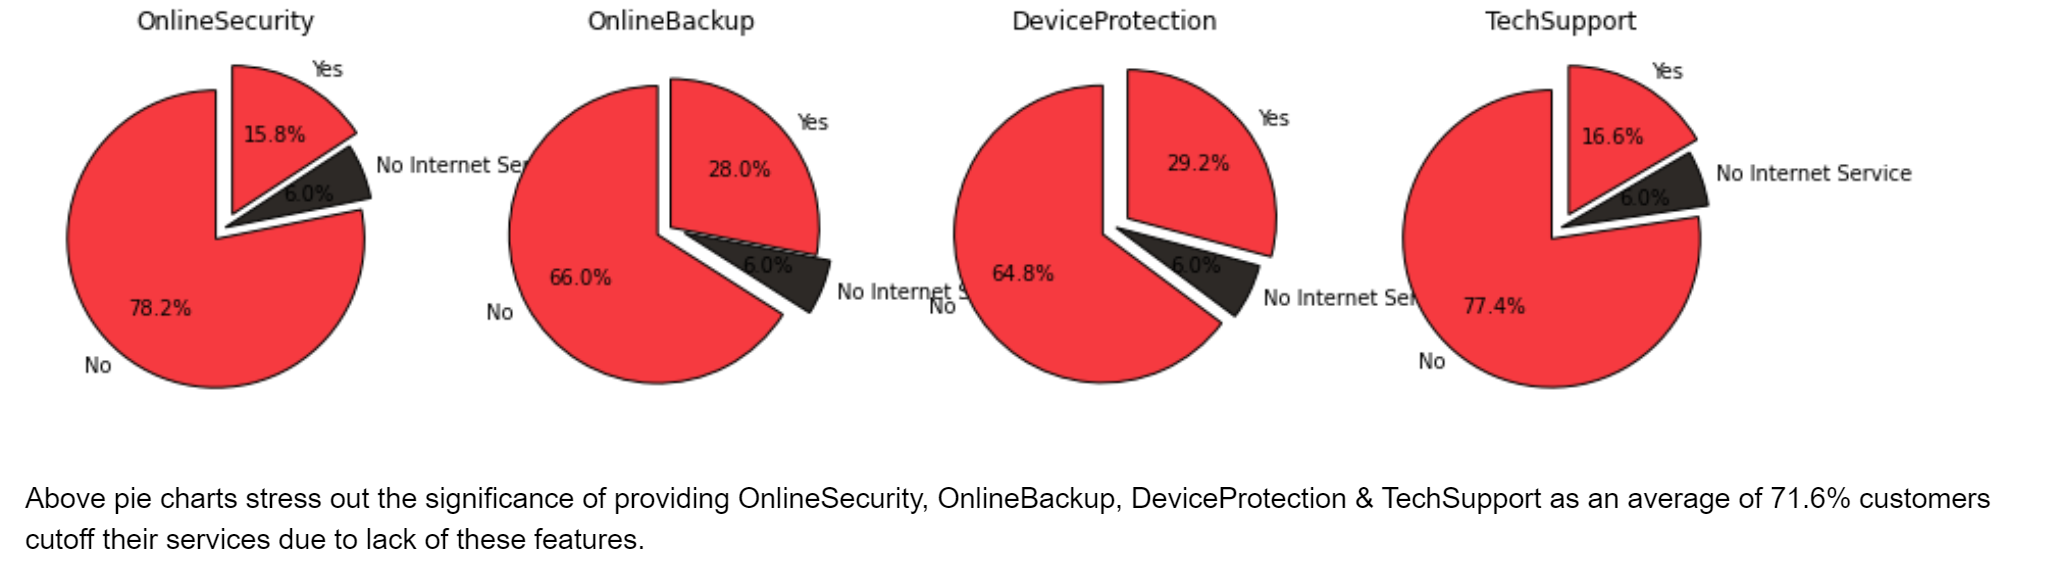 OnlineSecurity
Yes
15.8%
No Internet Ser
6.0%
78.2%
No
OnlineBackup
Yes
28.0%
6.0%
No Internet S
66.0%
No
DeviceProtection
Yes
29.2%
6.0%
No Internet Ser
64.8%
No
TechSupport
Yes
16.6%
No Internet Service
6.0%
77.4%
No
Above pie charts stress out the significance of providing OnlineSecurity, OnlineBackup, DeviceProtection & TechSupport as an average of 71.6% customers
cutoff their services due to lack of these features.